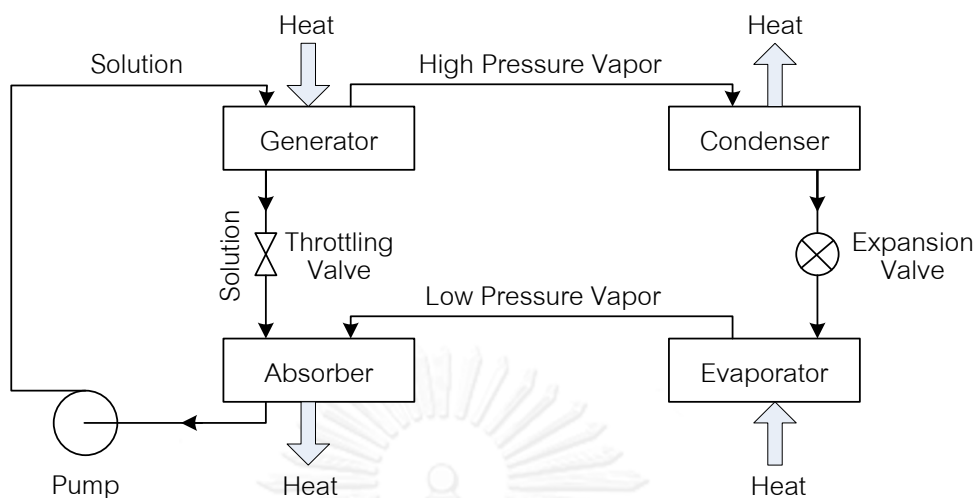 Heat
Heat
Solution
High Pressure Vapor
Generator
Condenser
Solution
Throttling
Valve
Expansion
Valve
Low Pressure Vapor
Absorber
Evaporator
Pump
Heat
Heat